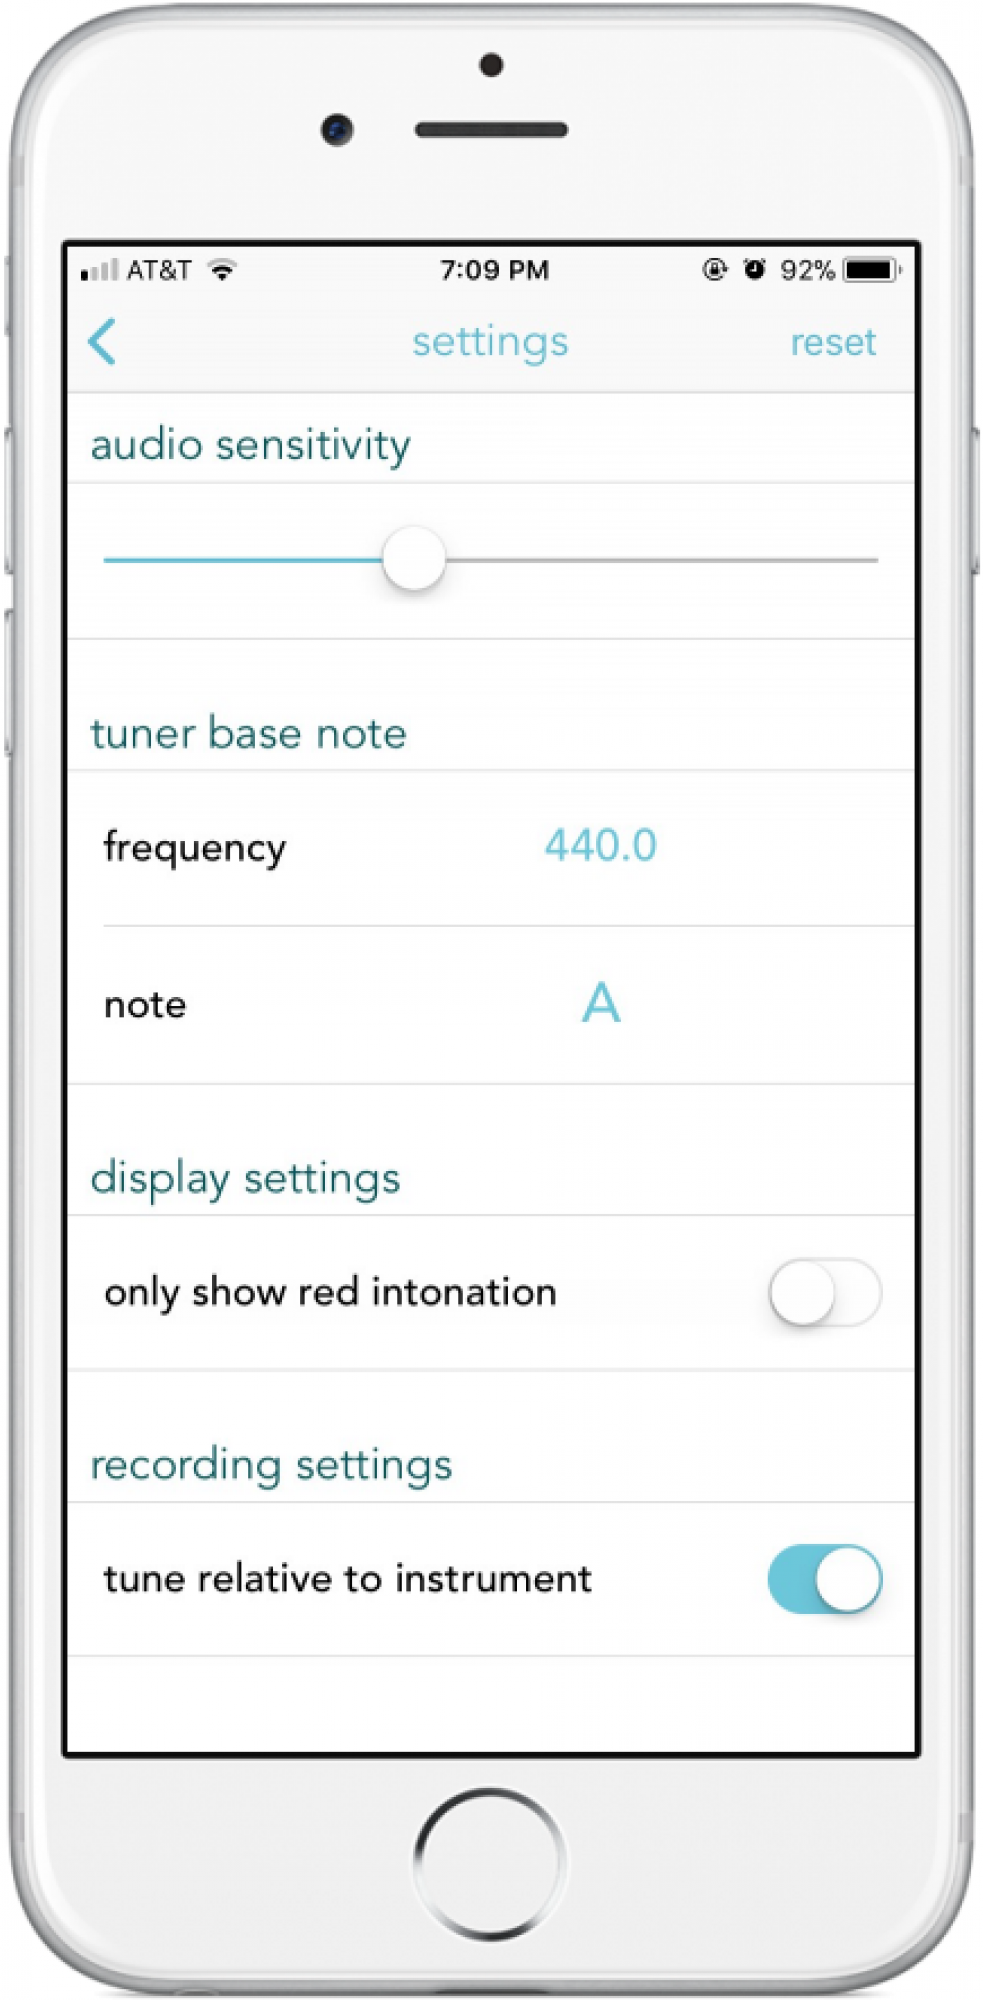 AT&T 7:09 PM 92%
settings reset
audio sensitivity
tuner base note
frequency 440.0
note A
display settings
only show red intonation
recording settings
tune relative to instrument